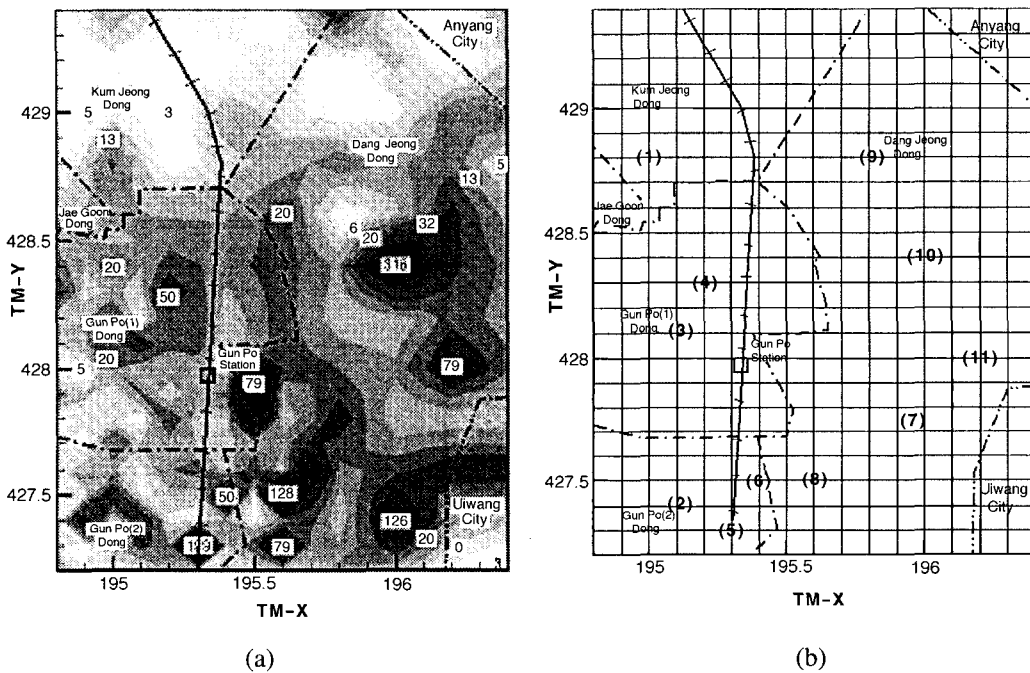 Anyang
City
Kum Jeong
Dong
5
3
429
13
Dang Jeong
Dong
5
13
Jae Goon
Dong
20
32
6
20
428.5
20
50
Gun Po(1)
Dong
20
Gun Po
Station
5
428
79
79
50
128
427.5
126
20
Uiwang
City
0
Gun Po(2)
Dong
79
3
TM-Y
195
195.5
196
TM-X
(a)
Anyang
City
Kum Jeong
Dong
429
(1)
(9)
Dang Jeong
Dong
Jae Goon
Dong
428.5
(10)
(4)
Gun Po(1)
Dong
(3)
Gun Po
Station
428
(11)
(7)
427.5
(6)
(8)
(2)
Gun Po(2)
Dong
(5)
Uiwang
City
TM-Y
195
195.5
196
TM-X
(b)